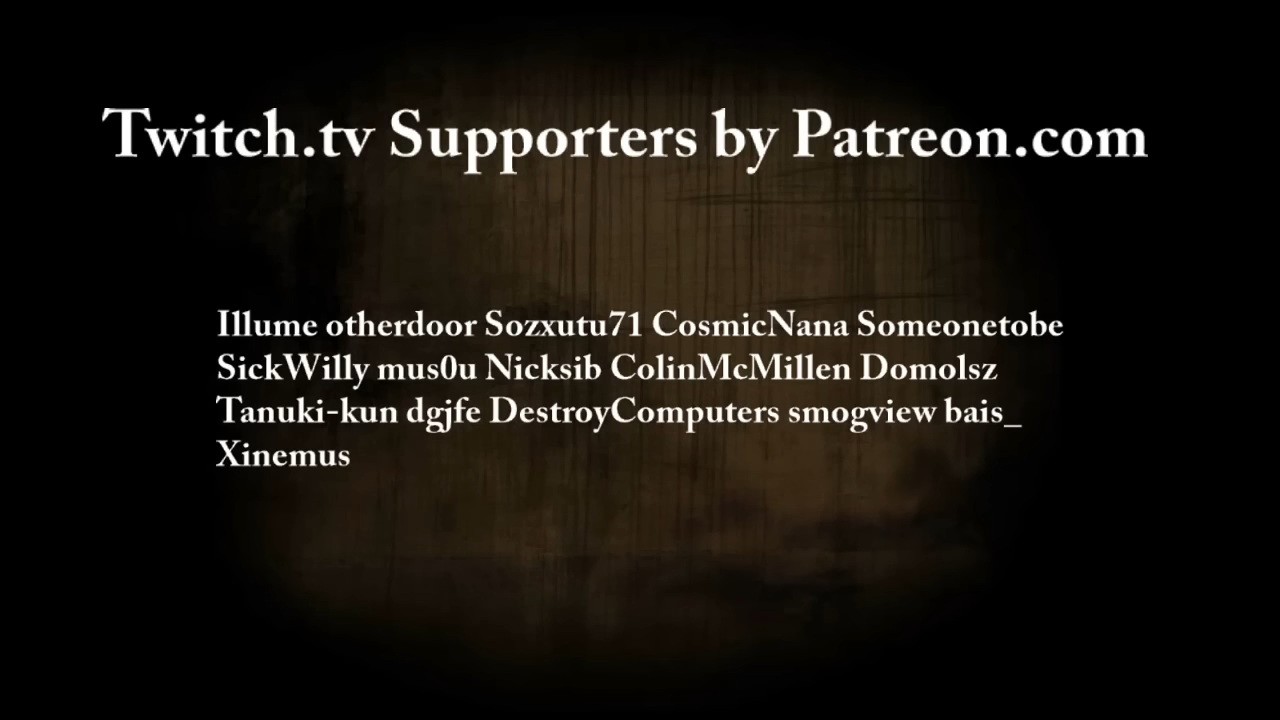 Twitch.tv Supporters by Patreon.com
Illume otherdoor Sozxutu71 CosmicNana Someonetobe
SickWilly mus0u Nicksib ColinMcMillen Domolsz
Tanuki-kun dgjfe DestroyComputers smogview bais_
Xinemus